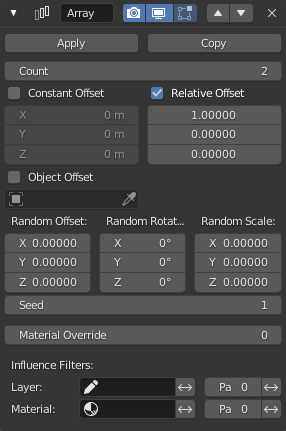 Array
Apply Copy
Count 2
Constant Offset Relative Offset
X 0 m 1.00000
Y 0 m 0.00000
Z 0 m 0.00000
Object Offset
Random Offset: Random Rotat... Random Scale:
X 0.00000 X 0° X 0.00000
Y 0.00000 Y 0° Y 0.00000
Z 0.00000 Z 0° Z 0.00000
Seed 1
Material Override 0
Influence Filters:
Layer: Pa 0
Material: Pa 0